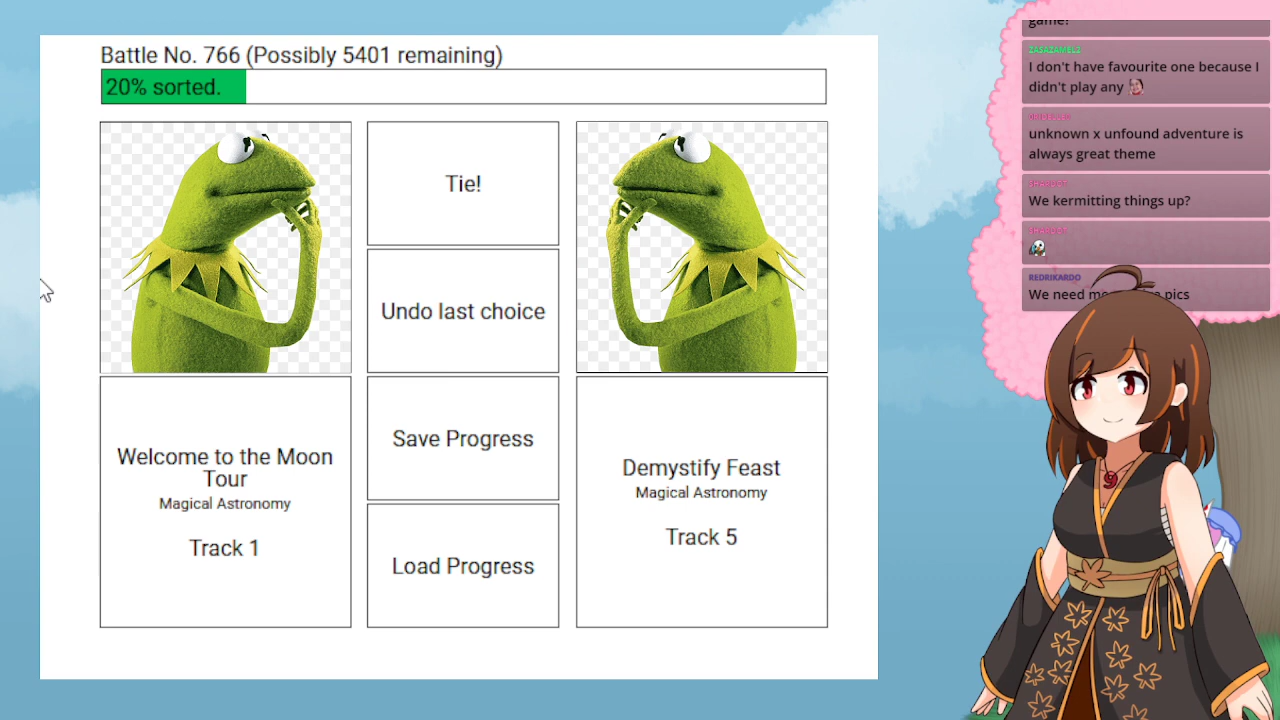 Battle No. 766 (Possibly 5401 remaining)
20% sorted.
Tie!
Undo last choice
Save Progress
Load Progress
Welcome to the Moon
Tour
Magical Astronomy
Track 1
Demystify Feast
Magical Astronomy
Track 5
game!
ZASAZAMEL2
I don't have favourite one because I
didn't play any
unknown x unfound adventure is
always great theme
We kermitting things up?
REDRIKARDO
We need pics